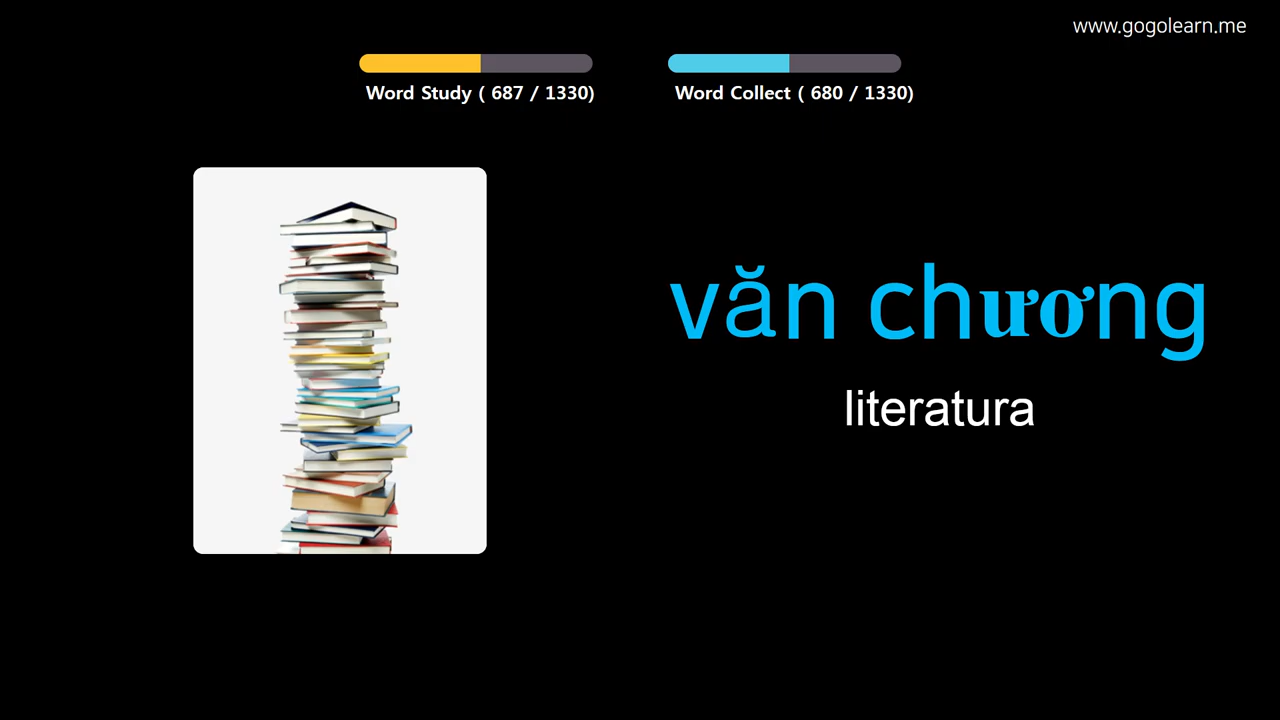 www.gogolearn.me
Word Study ( 687 / 1330)
Word Collect ( 680 / 1330)
văn chương
literatura